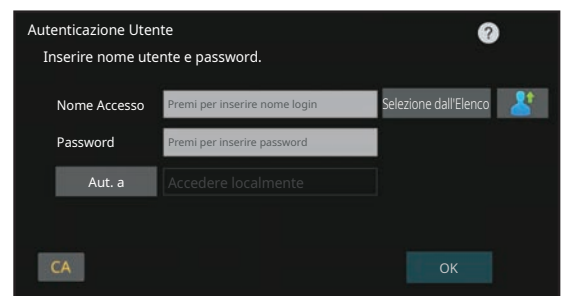 Autenticazione Utente
?
Inserire nome utente e password.
Nome Accesso Premi per inserire nome login Selezione dall'Elenco
Password Premi per inserire password
Aut. a Accedere localmente
CA OK